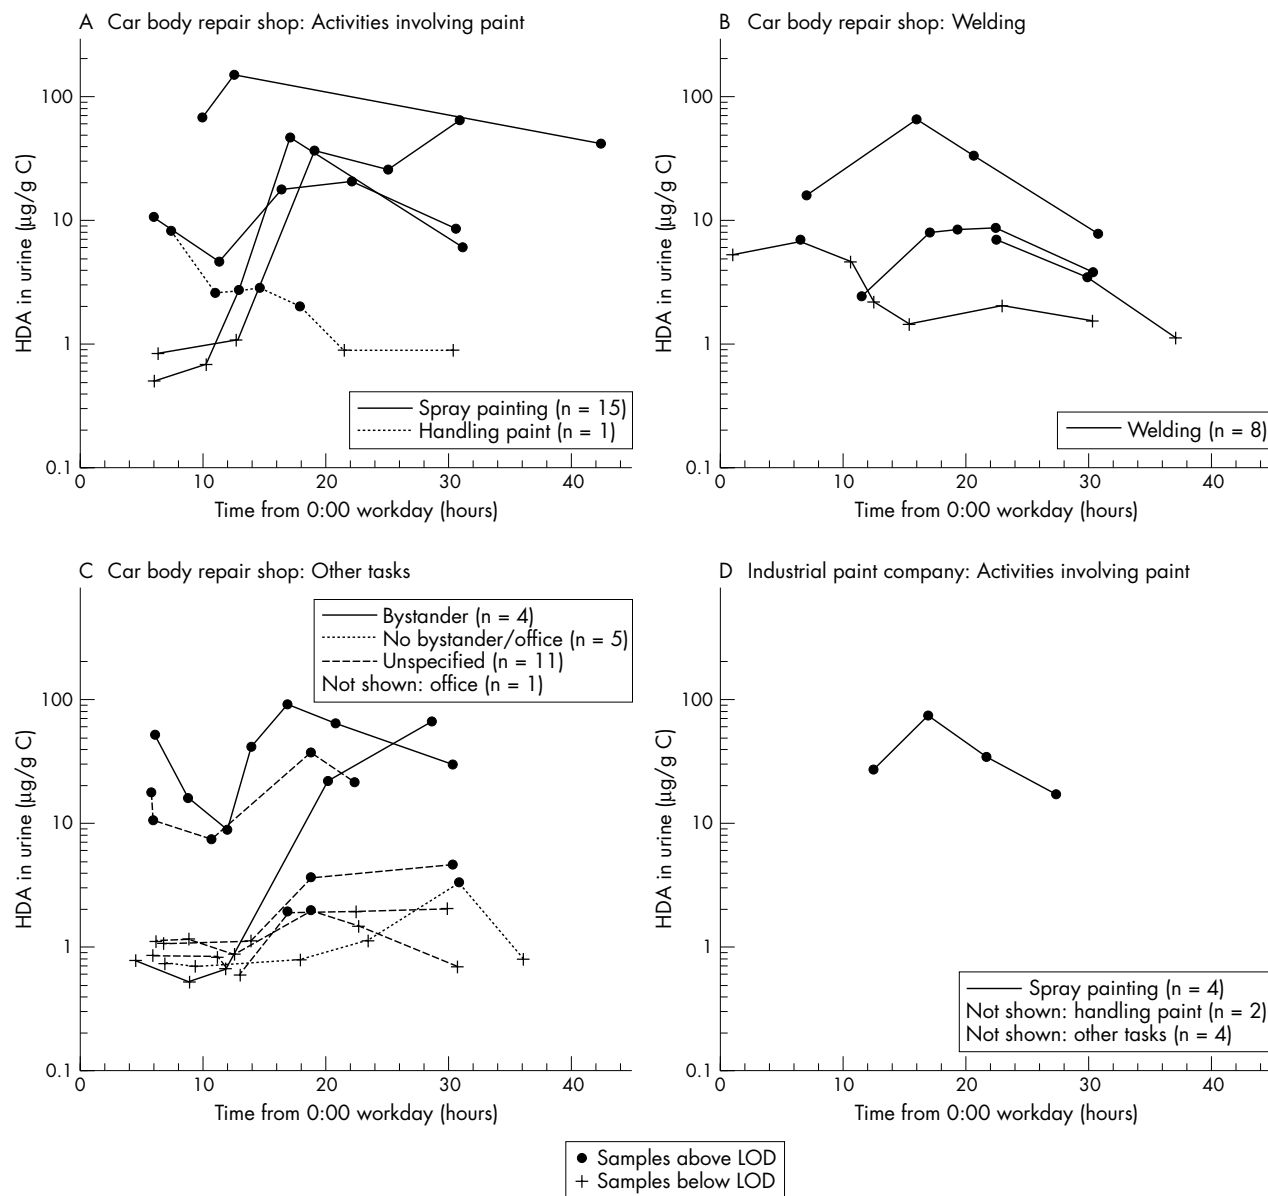 A Car body repair shop: Activities involving paint
HDA in urine (µg/g C)
100
10
1
0.1
Spray painting (n = 15)
Handling paint (n = 1)
0 10 20 30 40
Time from 0:00 workday (hours)
B Car body repair shop: Welding
HDA in urine (µg/g C)
100
10
1
0.1
Welding (n = 8)
0 10 20 30 40
Time from 0:00 workday (hours)
C Car body repair shop: Other tasks
HDA in urine (µg/g C)
Bystander (n = 4)
No bystander/office (n = 5)
Unspecified (n = 11)
Not shown: office (n = 1)
100
10
1
0.1
0 10 20 30 40
Time from 0:00 workday (hours)
D Industrial paint company: Activities involving paint
HDA in urine (µg/g C)
100
10
1
0.1
Spray painting (n = 4)
Not shown: handling paint (n = 2)
Not shown: other tasks (n = 4)
0 10 20 30 40
Time from 0:00 workday (hours)
Samples above LOD
Samples below LOD